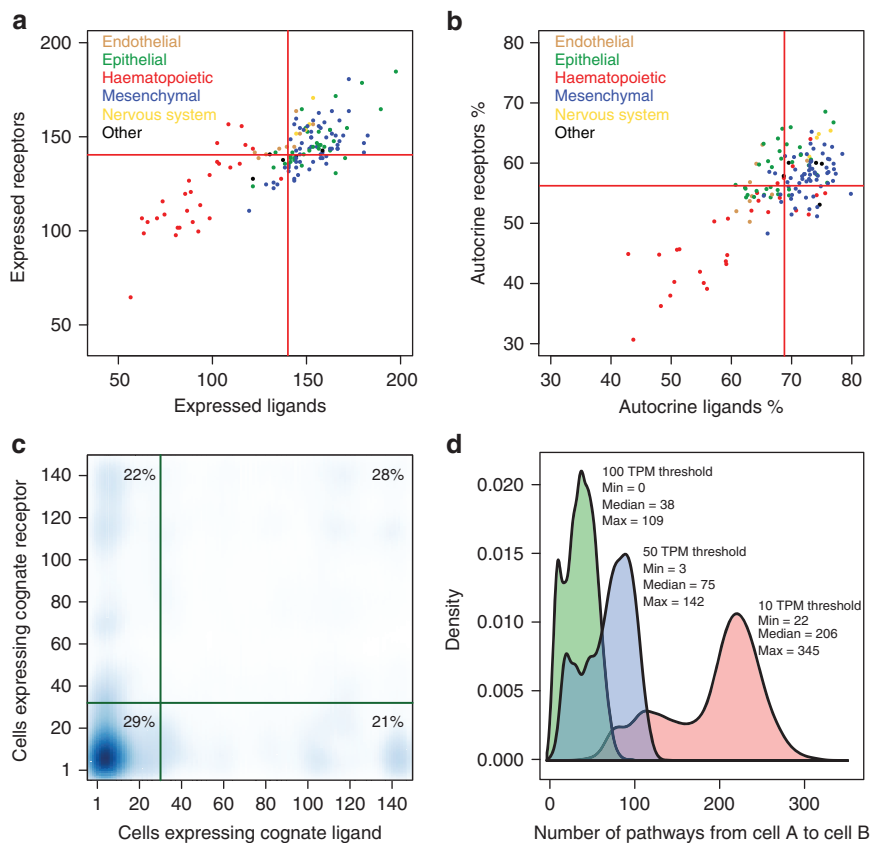 a
200
150
100
50
Expressed receptors
Endothelial
Epithelial
Haematopoietic
Mesenchymal
Nervous system
Other
50
100
150
200
Expressed ligands
b
80
70
60
50
40
30
Autocrine receptors %
Endothelial
Epithelial
Haematopoietic
Mesenchymal
Nervous system
Other
30
40
50
60
70
80
Autocrine ligands %
c
140
120
100
80
60
40
20
1
Cells expressing cognate receptor
22%
28%
29%
21%
1
20
40
60
80
100
120
140
Cells expressing cognate ligand
d
0.020
0.015
0.010
0.005
0.000
Density
100 TPM threshold
Min = 0
Median = 38
Max = 109
50 TPM threshold
Min = 3
Median = 75
Max = 142
10 TPM threshold
Min = 22
Median = 206
Max = 345
0
100
200
300
Number of pathways from cell A to cell B